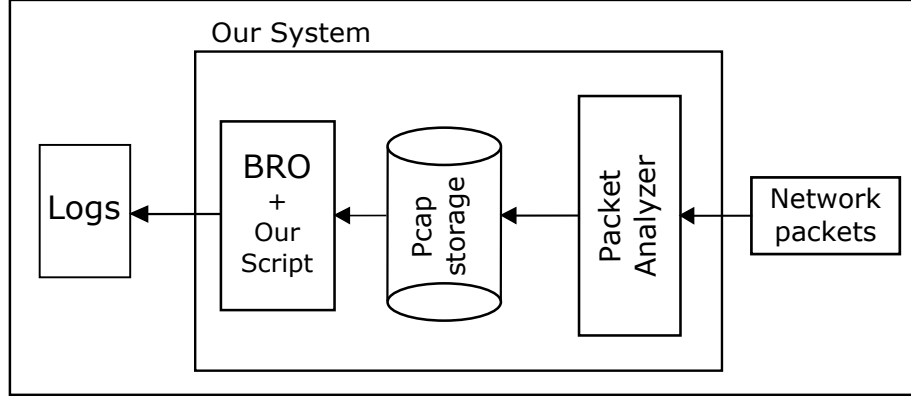 Our System
Logs
BRO
+
Our
Script
Pcap
storage
Packet
Analyzer
Network
packets